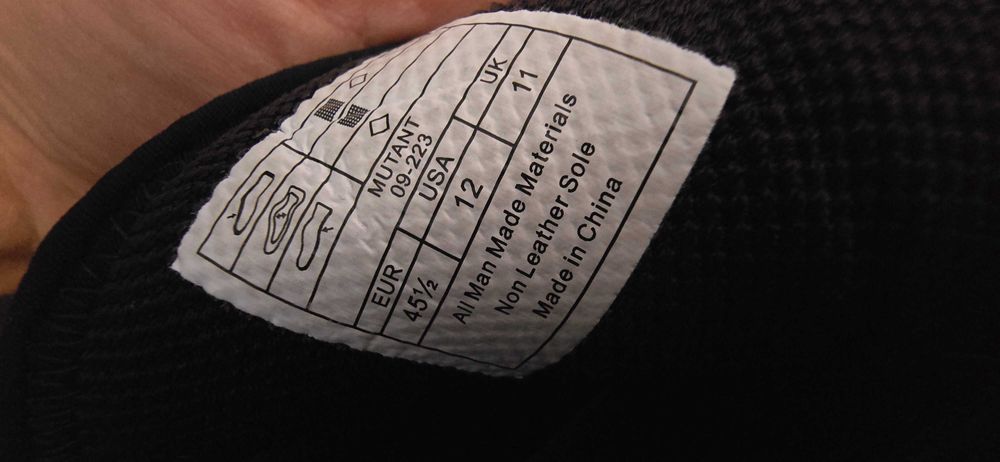 MUTANT
09-223
EUR USA UK
45½ 12 11
All Man Made Materials
Non Leather Sole
Made in China